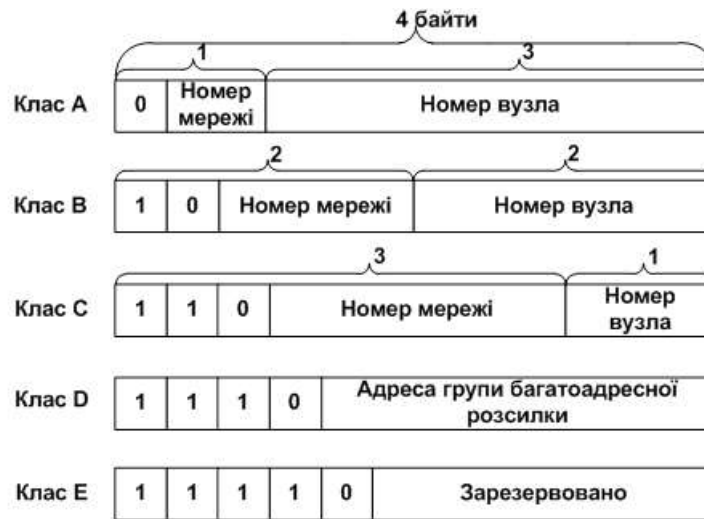 4 байти
1 3
Клас А 0 Номер мережі Номер вузла
2 2
Клас В 1 0 Номер мережі Номер вузла
3 1
Клас С 1 1 0 Номер мережі Номер вузла
Клас D 1 1 1 0 Адреса групи багатоадресної
розсилки
Клас Е 1 1 1 1 0 Зарезервовано